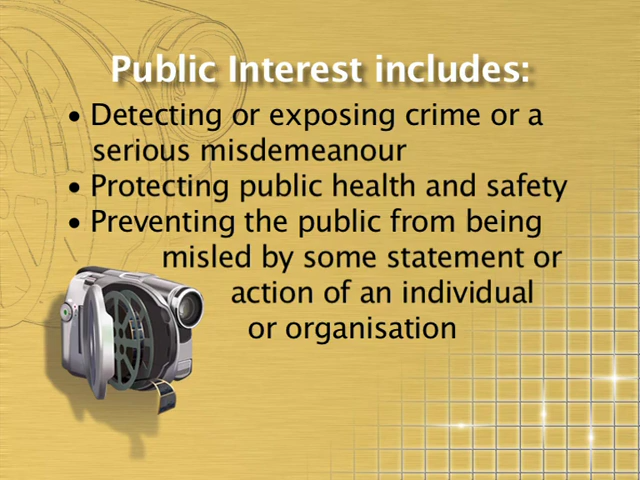 Public Interest includes:
• Detecting or exposing crime or a
serious misdemeanour
• Protecting public health and safety
• Preventing the public from being
misled by some statement or
action of an individual
or organisation